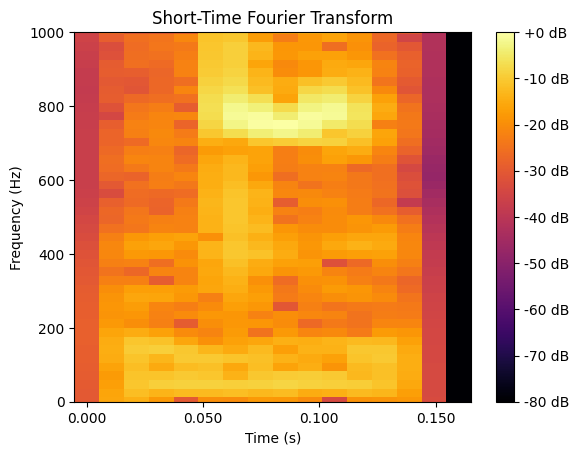 Short-Time Fourier Transform
1000
800
600
400
200
0
Frequency (Hz)
0.000
0.050
0.100
0.150
Time (s)
+0 dB
-10 dB
-20 dB
-30 dB
-40 dB
-50 dB
-60 dB
-70 dB
-80 dB